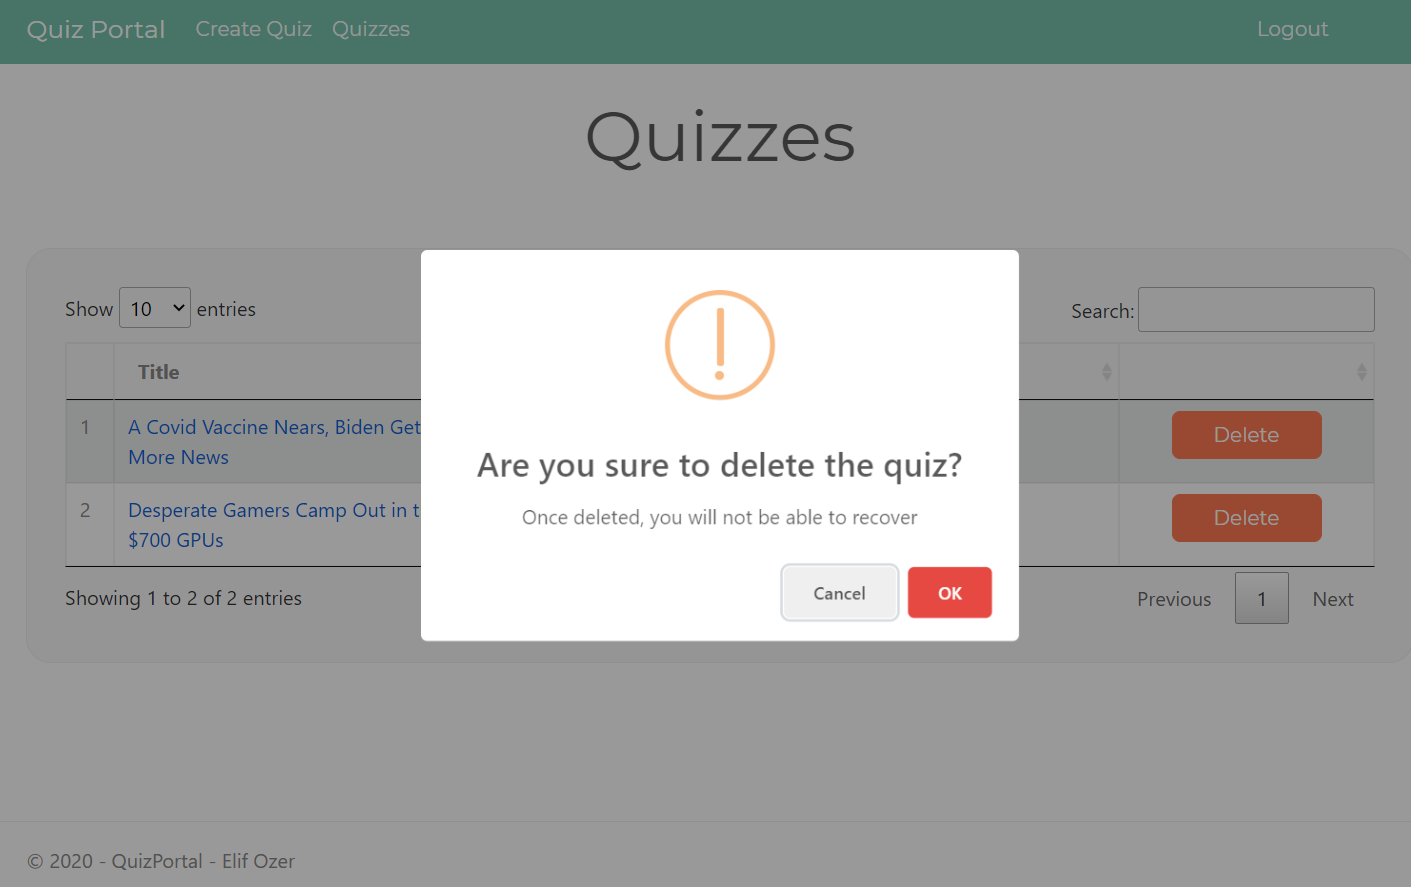 Quiz Portal Create Quiz Quizzes Logout
Quizzes
Show 10 entries
Search:
Title
1 A Covid Vaccine Nears, Biden Get
More News
Delete
2 Desperate Gamers Camp Out in t
$700 GPUs
Delete
Showing 1 to 2 of 2 entries
Previous 1 Next
Are you sure to delete the quiz?
Once deleted, you will not be able to recover
Cancel OK
© 2020 - QuizPortal - Elif Ozer